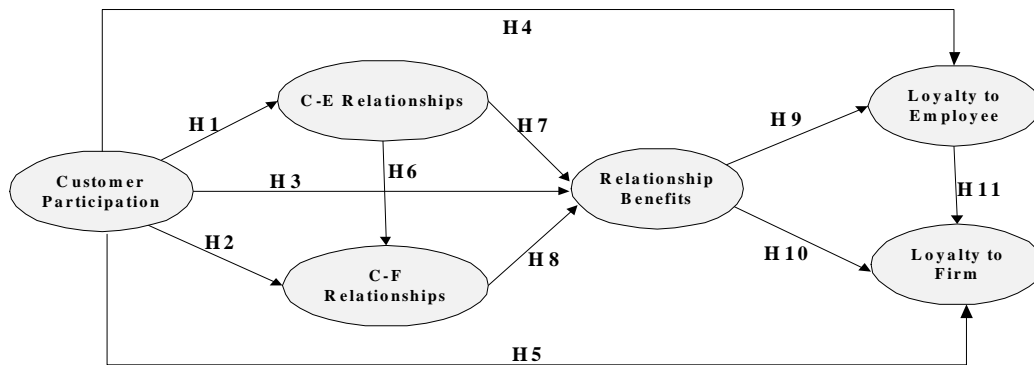 H4
C-E Relationships
Loyalty to
Employee
H1
H7
H9
Customer
Participation
H3
H6
Relationship
Benefits
H11
H2
H8
H10
C-F
Relationships
Loyalty to
Firm
H5